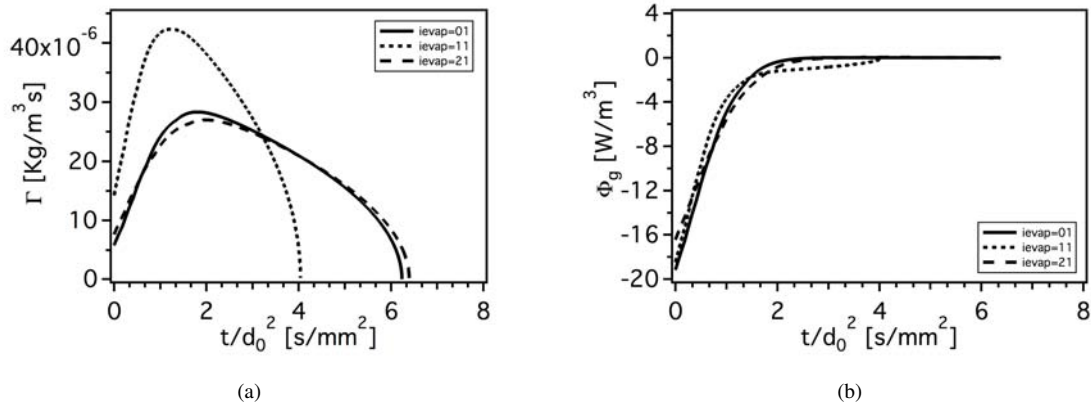 40x10⁻⁶
30
20
10
0
Γ [Kg/m³ s]
0 2 4 6 8
t/d₀² [s/mm²]
ievap=01
ievap=11
ievap=21
(a)
4
0
-4
-8
-12
-16
-20
Φg [W/m³]
0 2 4 6 8
t/d₀² [s/mm²]
ievap=01
ievap=11
ievap=21
(b)